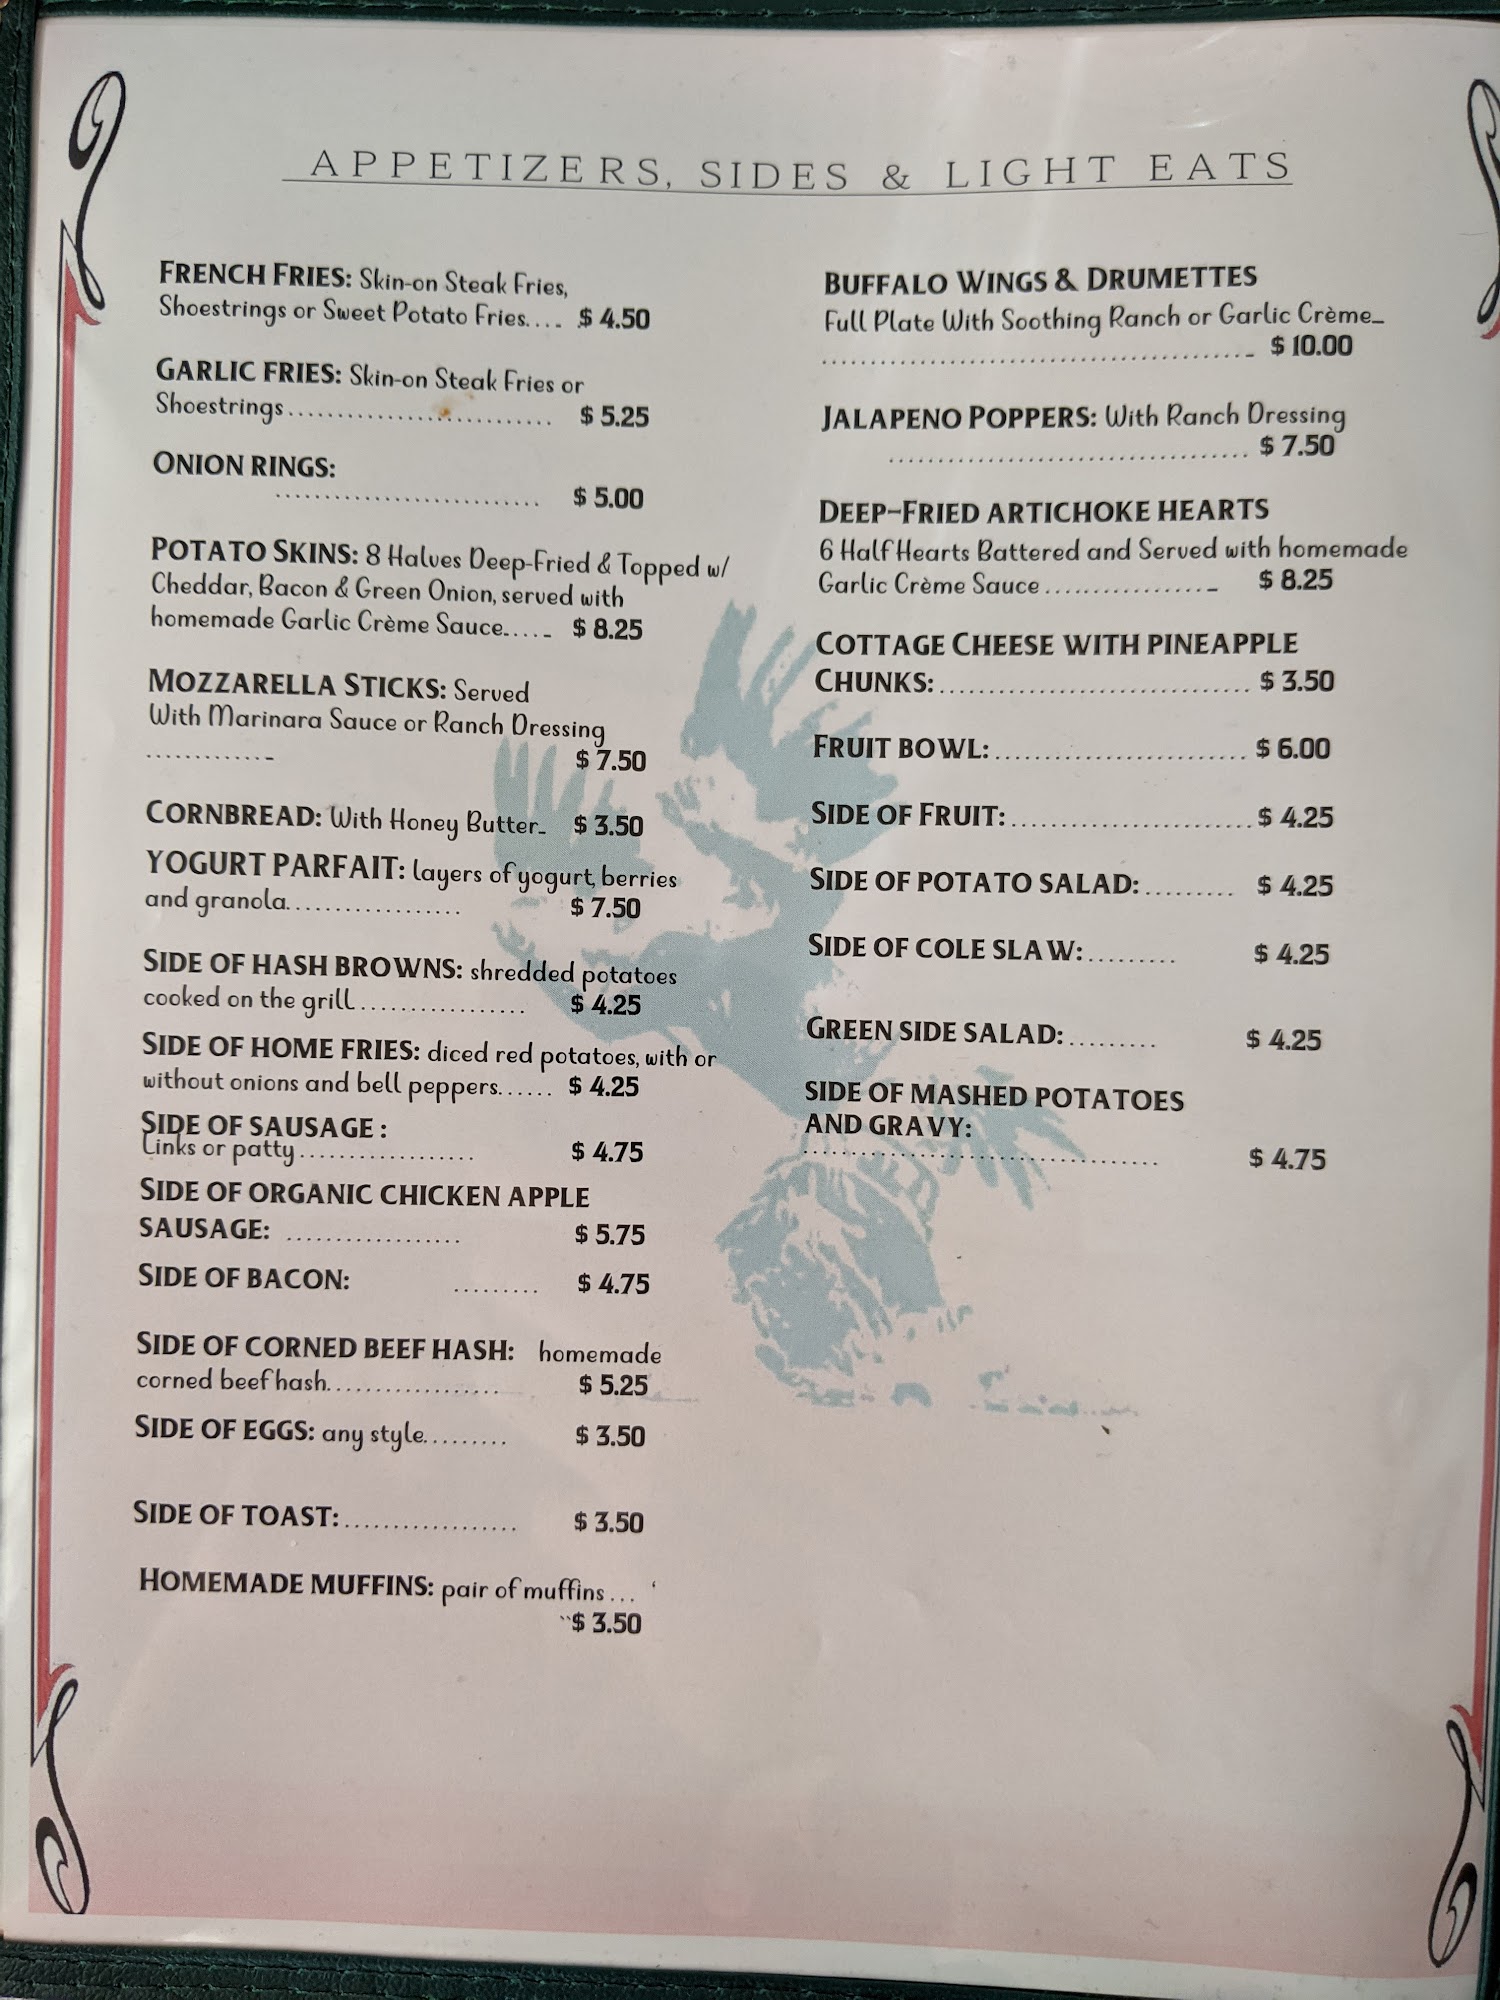 APPETIZERS, SIDES & LIGHT EATS
FRENCH FRIES: Skin-on Steak Fries,
Shoestrings or Sweet Potato Fries.... $ 4.50
GARLIC FRIES: Skin-on Steak Fries or
Shoestrings........................... $ 5.25
ONION RINGS:
........................... $ 5.00
POTATO SKINS: 8 Halves Deep-Fried & Topped w/
Cheddar, Bacon & Green Onion, served with
homemade Garlic Crème Sauce..... $ 8.25
MOZZARELLA STICKS: Served
With Marinara Sauce or Ranch Dressing
............. $ 7.50
CORNBREAD: With Honey Butter.. $ 3.50
YOGURT PARFAIT: layers of yogurt, berries
and granola.................. $ 7.50
SIDE OF HASH BROWNS: shredded potatoes
cooked on the grill................. $ 4.25
SIDE OF HOME FRIES: diced red potatoes, with or
without onions and bell peppers...... $ 4.25
SIDE OF SAUSAGE :
Links or patty.................. $ 4.75
SIDE OF ORGANIC CHICKEN APPLE
SAUSAGE: .................. $ 5.75
SIDE OF BACON: ......... $ 4.75
SIDE OF CORNED BEEF HASH: homemade
corned beef hash.................. $ 5.25
SIDE OF EGGS: any style......... $ 3.50
SIDE OF TOAST:.................. $ 3.50
HOMEMADE MUFFINS: pair of muffins ...
$ 3.50
BUFFALO WINGS & DRUMETTES
Full Plate With Soothing Ranch or Garlic Crème..
............................................ $ 10.00
JALAPENO POPPERS: With Ranch Dressing
..................................... $ 7.50
DEEP-FRIED ARTICHOKE HEARTS
6 Half Hearts Battered and Served with homemade
Garlic Crème Sauce ................. $ 8.25
COTTAGE CHEESE WITH PINEAPPLE
CHUNKS:................................ $ 3.50
FRUIT BOWL:.......................... $ 6.00
SIDE OF FRUIT:......................... $ 4.25
SIDE OF POTATO SALAD:......... $ 4.25
SIDE OF COLE SLAW:......... $ 4.25
GREEN SIDE SALAD:......... $ 4.25
SIDE OF MASHED POTATOES
AND GRAVY:
.................................... $ 4.75